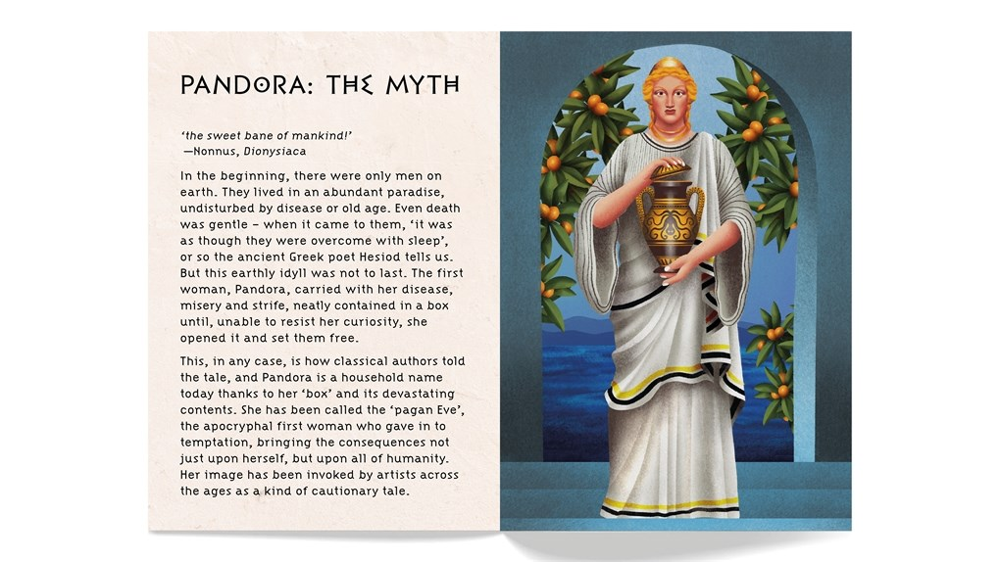 PANDORA: THE MYTH
‘the sweet bane of mankind!’
—Nonnus, Dionysiaca
In the beginning, there were only men on
earth. They lived in an abundant paradise,
undisturbed by disease or old age. Even death
was gentle – when it came to them, ‘it was
as though they were overcome with sleep’,
or so the ancient Greek poet Hesiod tells us.
But this earthly idyll was not to last. The first
woman, Pandora, carried with her disease,
misery and strife, neatly contained in a box
until, unable to resist her curiosity, she
opened it and set them free.
This, in any case, is how classical authors told
the tale, and Pandora is a household name
today thanks to her ‘box’ and its devastating
contents. She has been called the ‘pagan Eve’,
the apocryphal first woman who gave in to
temptation, bringing the consequences not
just upon herself, but upon all of humanity.
Her image has been invoked by artists across
the ages as a kind of cautionary tale.